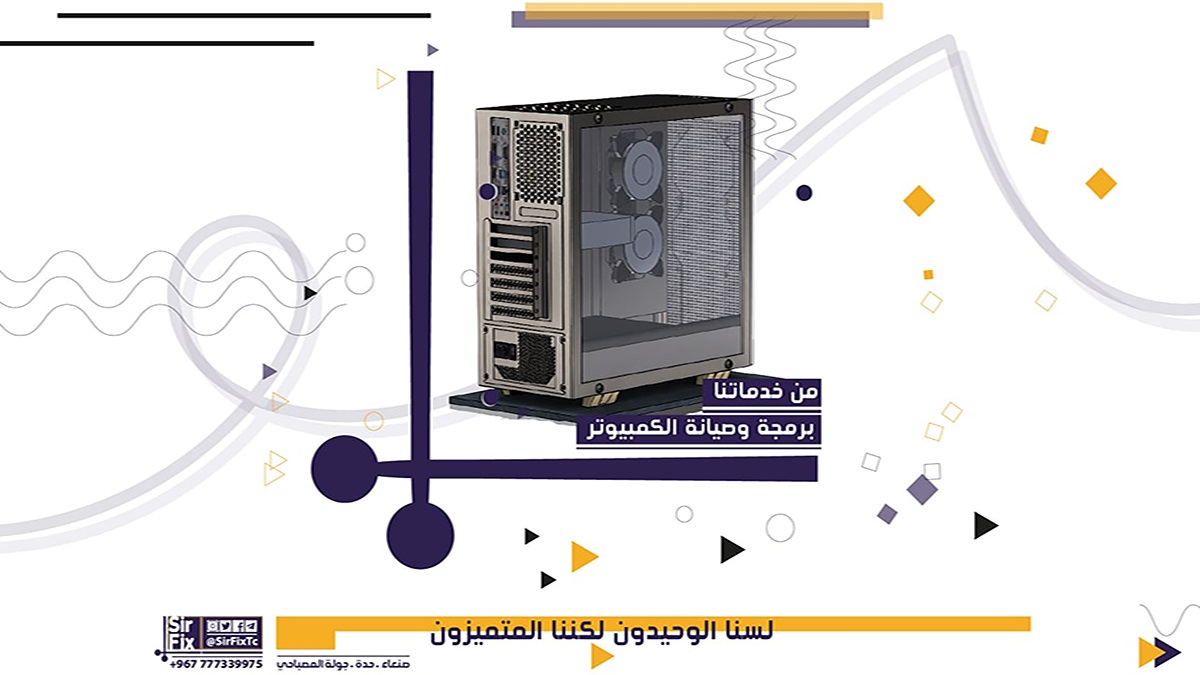 من خدماتنا
برمجة وصيانة الكمبيوتر
لسنا الوحيدون لكننا المتميزون
Sir
Fix
@SirFixTc
+967 777339975
صنعاء - حدة - جولة المصباحي